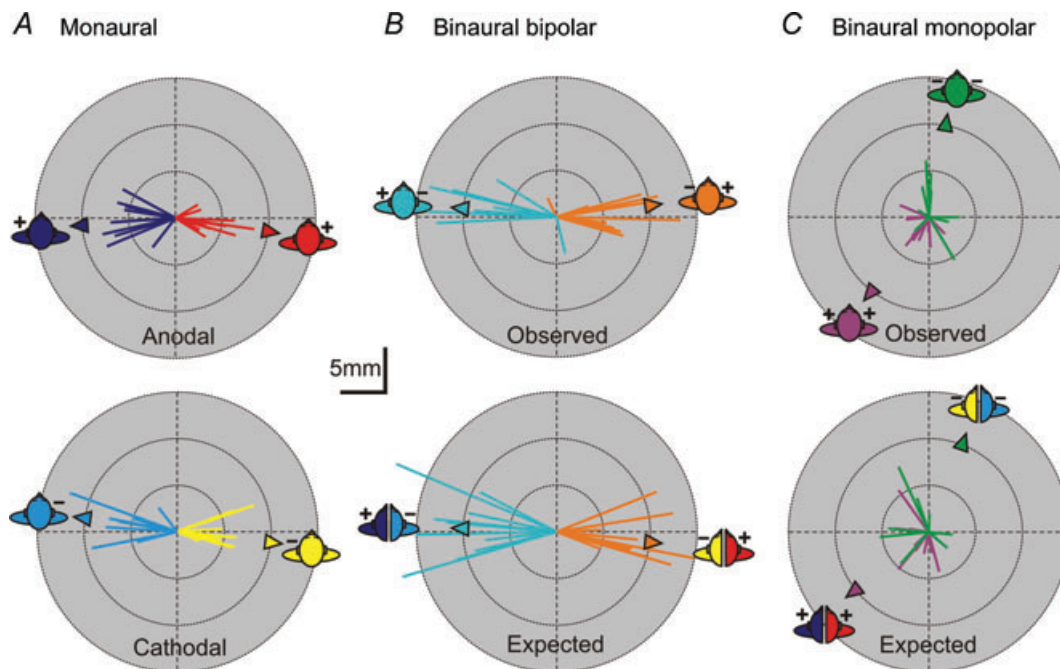 A Monaural
B Binaural bipolar
C Binaural monopolar
+
+
Anodal
+ -
- +
Observed
- -
+ +
Observed
5mm
-
-
Cathodal
+ -
- +
Expected
- -
+ +
Expected